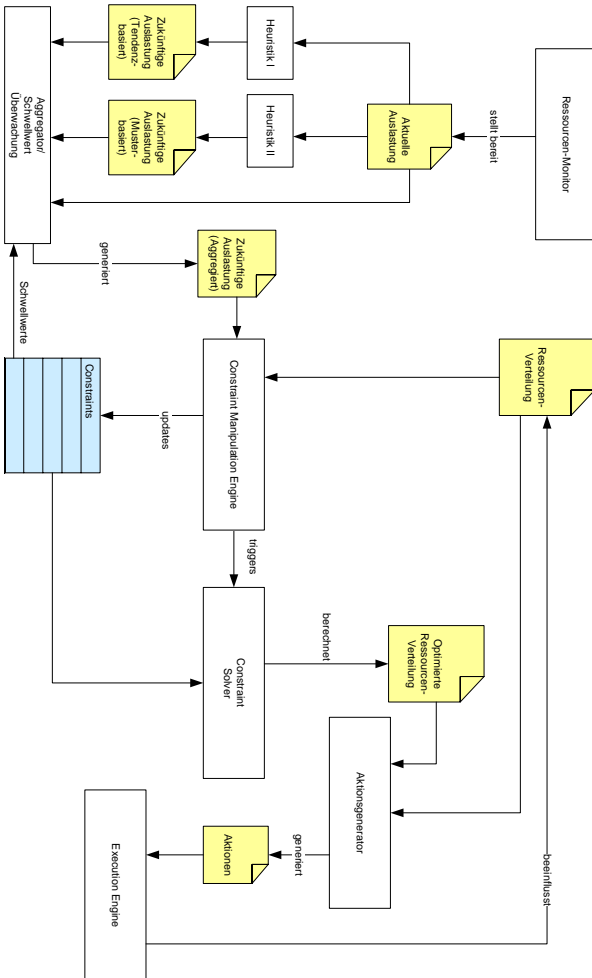 Ressourcen-Monitor
stellt bereit
Aktuelle
Auslastung
Heuristik I
Heuristik II
Zukünftige
Auslastung
(Tendenz-
basiert)
Zukünftige
Auslastung
(Muster-
basiert)
Aggregator/
Schwellwert
Überwachung
generiert
Schwellwerte
Zukünftige
Auslastung
(Aggregiert)
Ressourcen-
Verteilung
Constraint Manipulation Engine
updates
Constraints
triggers
Constraint
Solver
berechnet
Optimierte
Ressourcen-
Verteilung
Aktionsgenerator
generiert
Aktionen
Execution Engine
beeinflusst